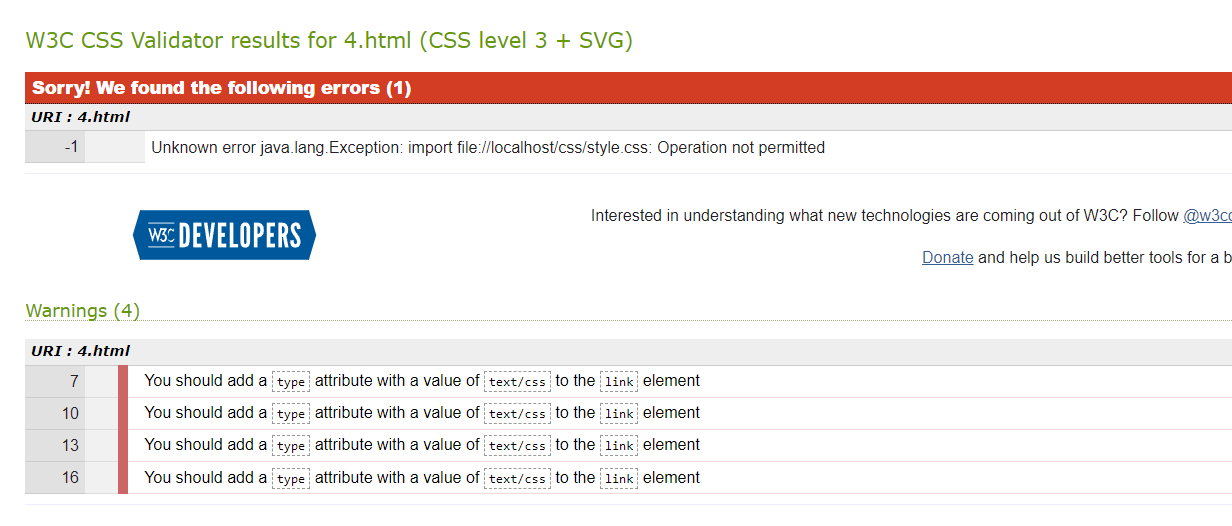 W3C CSS Validator results for 4.html (CSS level 3 + SVG)
Sorry! We found the following errors (1)
URI : 4.html
-1 Unknown error java.lang.Exception: import file://localhost/css/style.css: Operation not permitted
W3C DEVELOPERS
Interested in understanding what new technologies are coming out of W3C? Follow
Donate and help us build better tools for a
Warnings (4)
URI : 4.html
7 You should add a type attribute with a value of text/css to the link element
10 You should add a type attribute with a value of text/css to the link element
13 You should add a type attribute with a value of text/css to the link element
16 You should add a type attribute with a value of text/css to the link element